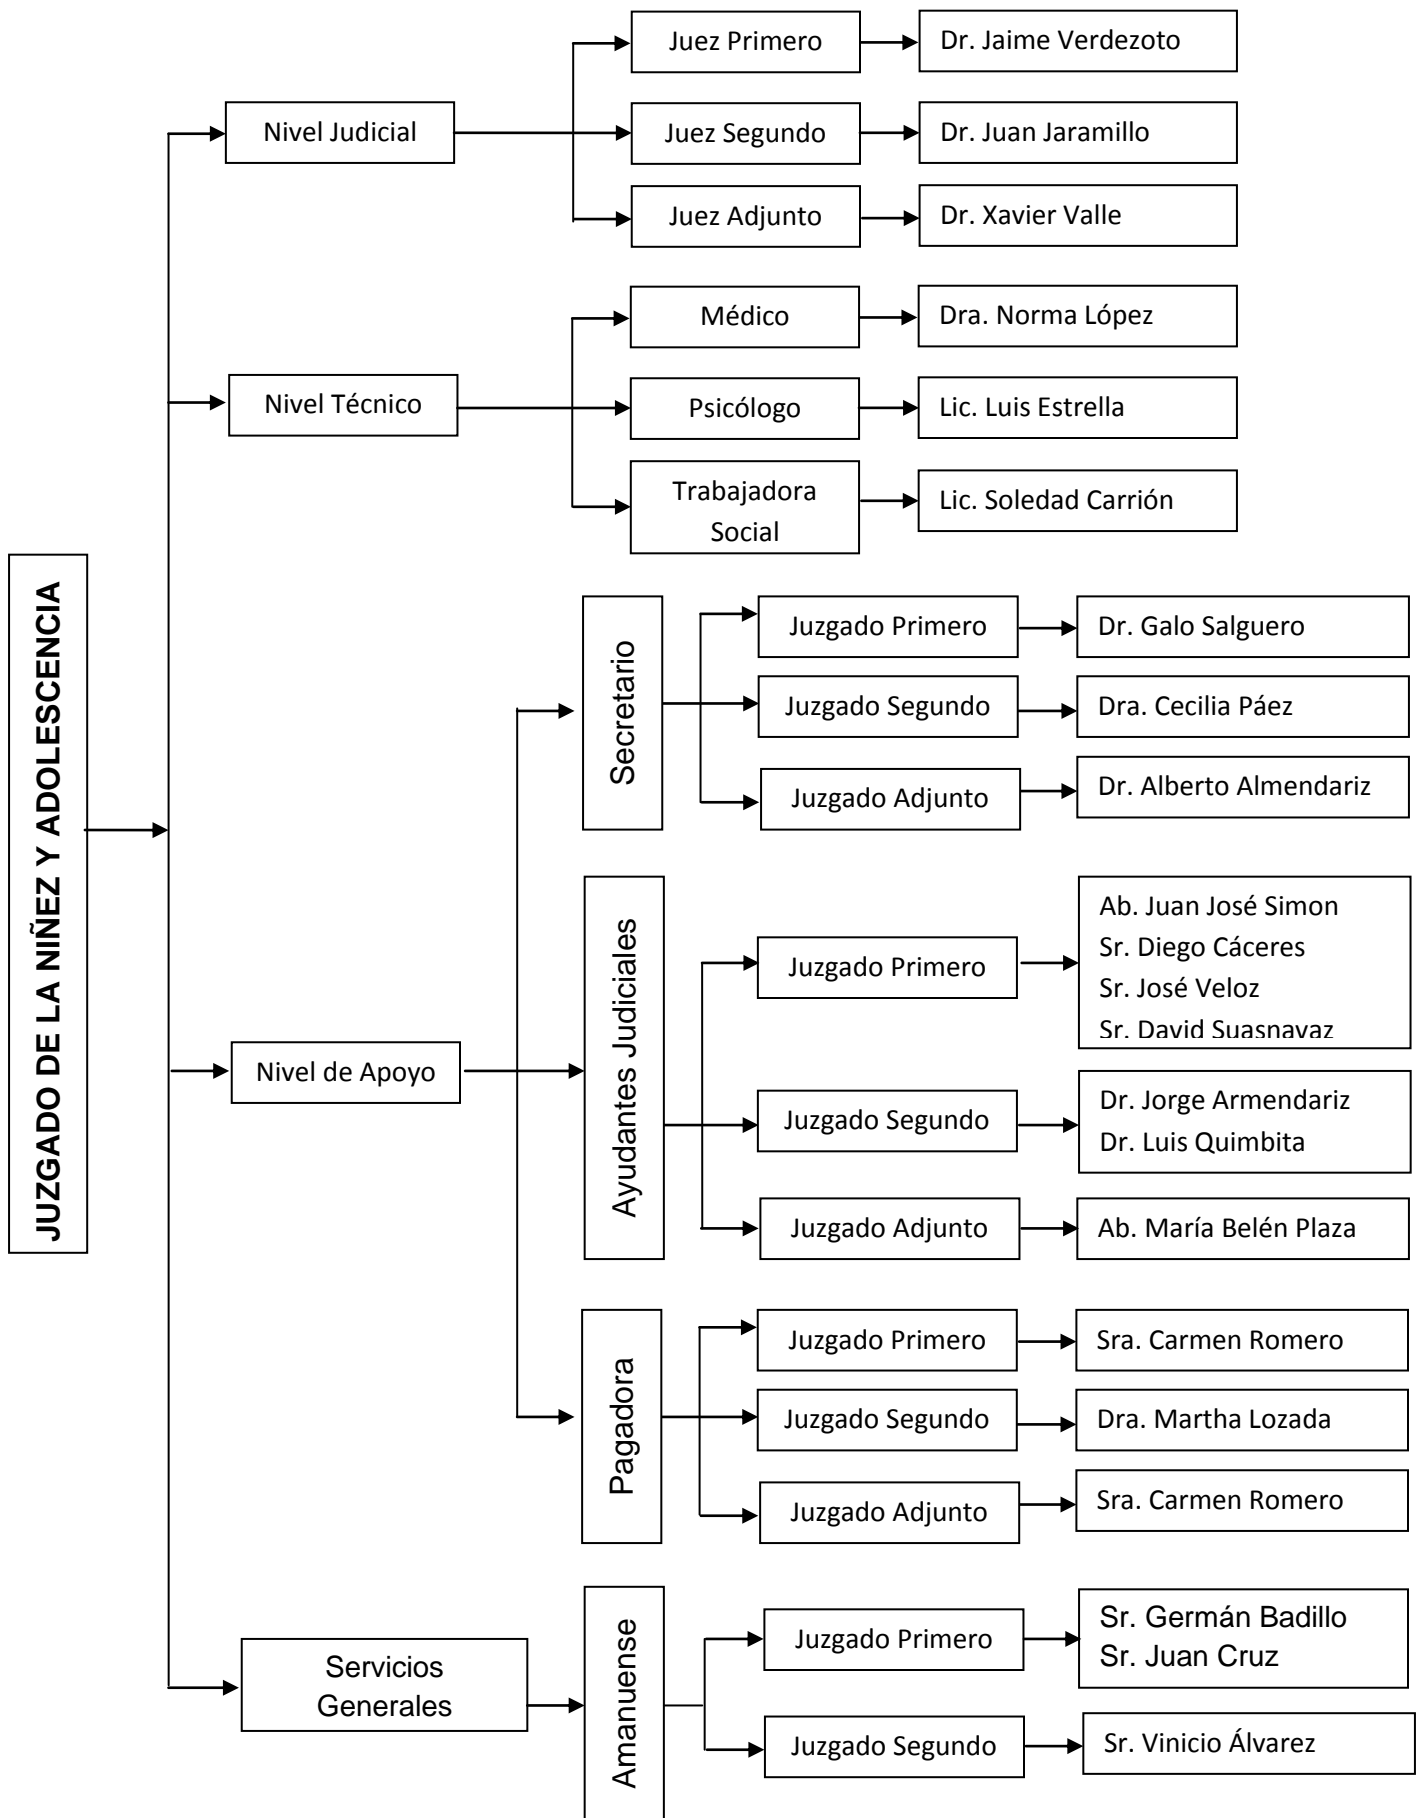 JUZGADO DE LA NIÑEZ Y ADOLESCENCIA
Nivel Judicial
Juez Primero
Dr. Jaime Verdezoto
Juez Segundo
Dr. Juan Jaramillo
Juez Adjunto
Dr. Xavier Valle
Nivel Técnico
Médico
Dra. Norma López
Psicólogo
Lic. Luis Estrella
Trabajadora
Social
Lic. Soledad Carrión
Nivel de Apoyo
Secretario
Juzgado Primero
Dr. Galo Salguero
Juzgado Segundo
Dra. Cecilia Páez
Juzgado Adjunto
Dr. Alberto Almendariz
Ayudantes Judiciales
Juzgado Primero
Ab. Juan José Simon
Sr. Diego Cáceres
Sr. José Veloz
Sr. David Suasnavaz
Juzgado Segundo
Dr. Jorge Armendariz
Dr. Luis Quimbita
Juzgado Adjunto
Ab. María Belén Plaza
Pagadora
Juzgado Primero
Sra. Carmen Romero
Juzgado Segundo
Dra. Martha Lozada
Juzgado Adjunto
Sra. Carmen Romero
Servicios
Generales
Amanuense
Juzgado Primero
Sr. Germán Badillo
Sr. Juan Cruz
Juzgado Segundo
Sr. Vinicio Álvarez